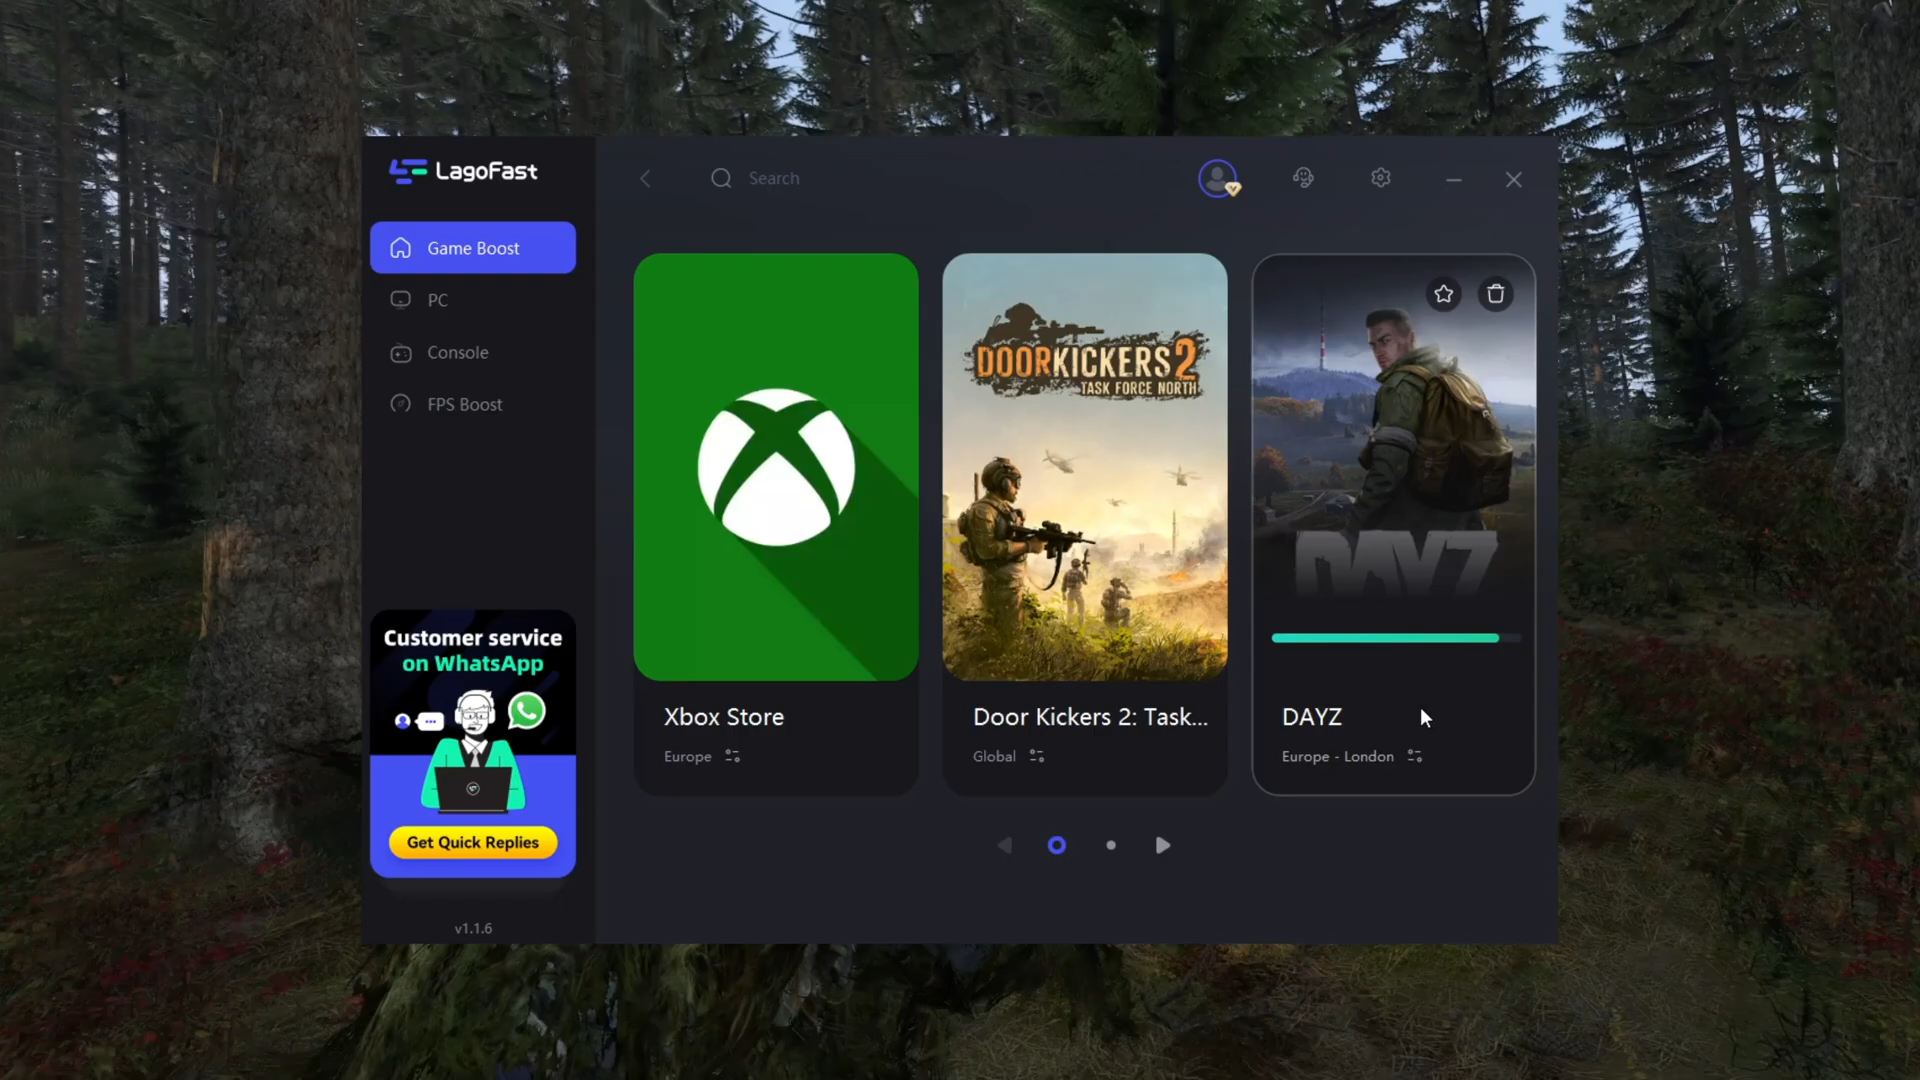 LagoFast
Search
Game Boost
PC
Console
FPS Boost
Customer service
on WhatsApp
Get Quick Replies
v1.1.6
DOORKICKERS 2
TASK FORCE NORTH
DAYZ
Xbox Store
Europe
Door Kickers 2: Task...
Global
DAYZ
Europe - London